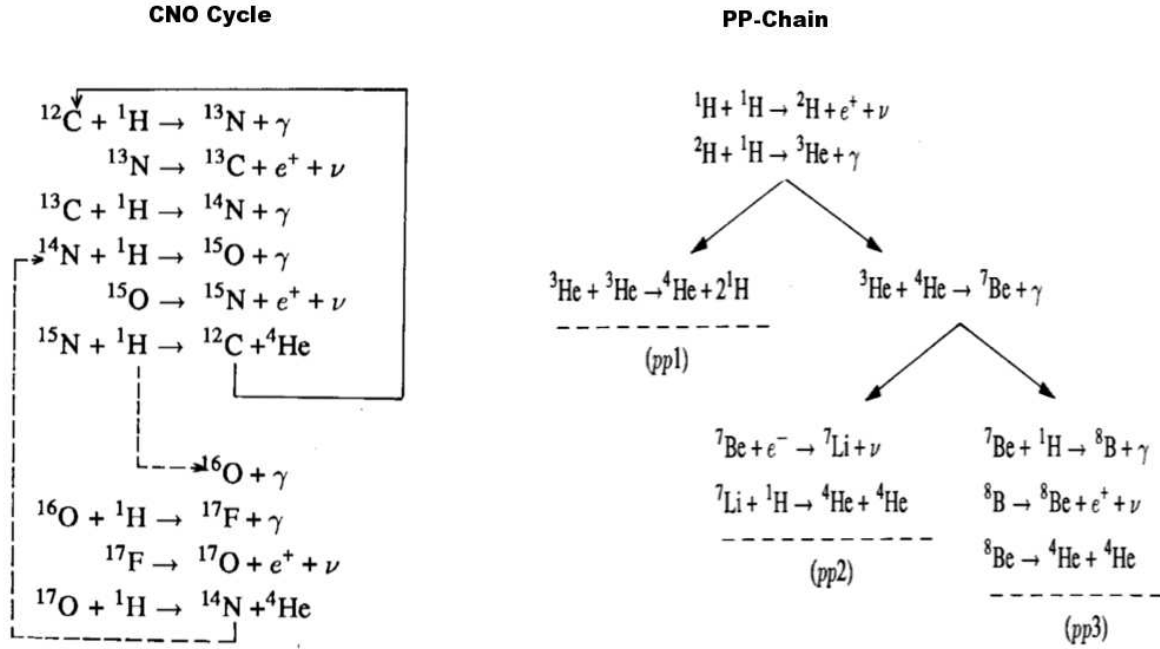 CNO Cycle
¹²C + ¹H → ¹³N + γ
¹³N → ¹³C + e⁺ + ν
¹³C + ¹H → ¹⁴N + γ
¹⁴N + ¹H → ¹⁵O + γ
¹⁵O → ¹⁵N + e⁺ + ν
¹⁵N + ¹H → ¹²C + ⁴He
¹⁶O + γ
¹⁶O + ¹H → ¹⁷F + γ
¹⁷F → ¹⁷O + e⁺ + ν
¹⁷O + ¹H → ¹⁴N + ⁴He
PP-Chain
¹H + ¹H → ²H + e⁺ + ν
²H + ¹H → ³He + γ
³He + ³He → ⁴He + 2¹H
(pp1)
³He + ⁴He → ⁷Be + γ
⁷Be + e⁻ → ⁷Li + ν
⁷Li + ¹H → ⁴He + ⁴He
(pp2)
⁷Be + ¹H → ⁸B + γ
⁸B → ⁸Be + e⁺ + ν
⁸Be → ⁴He + ⁴He
(pp3)